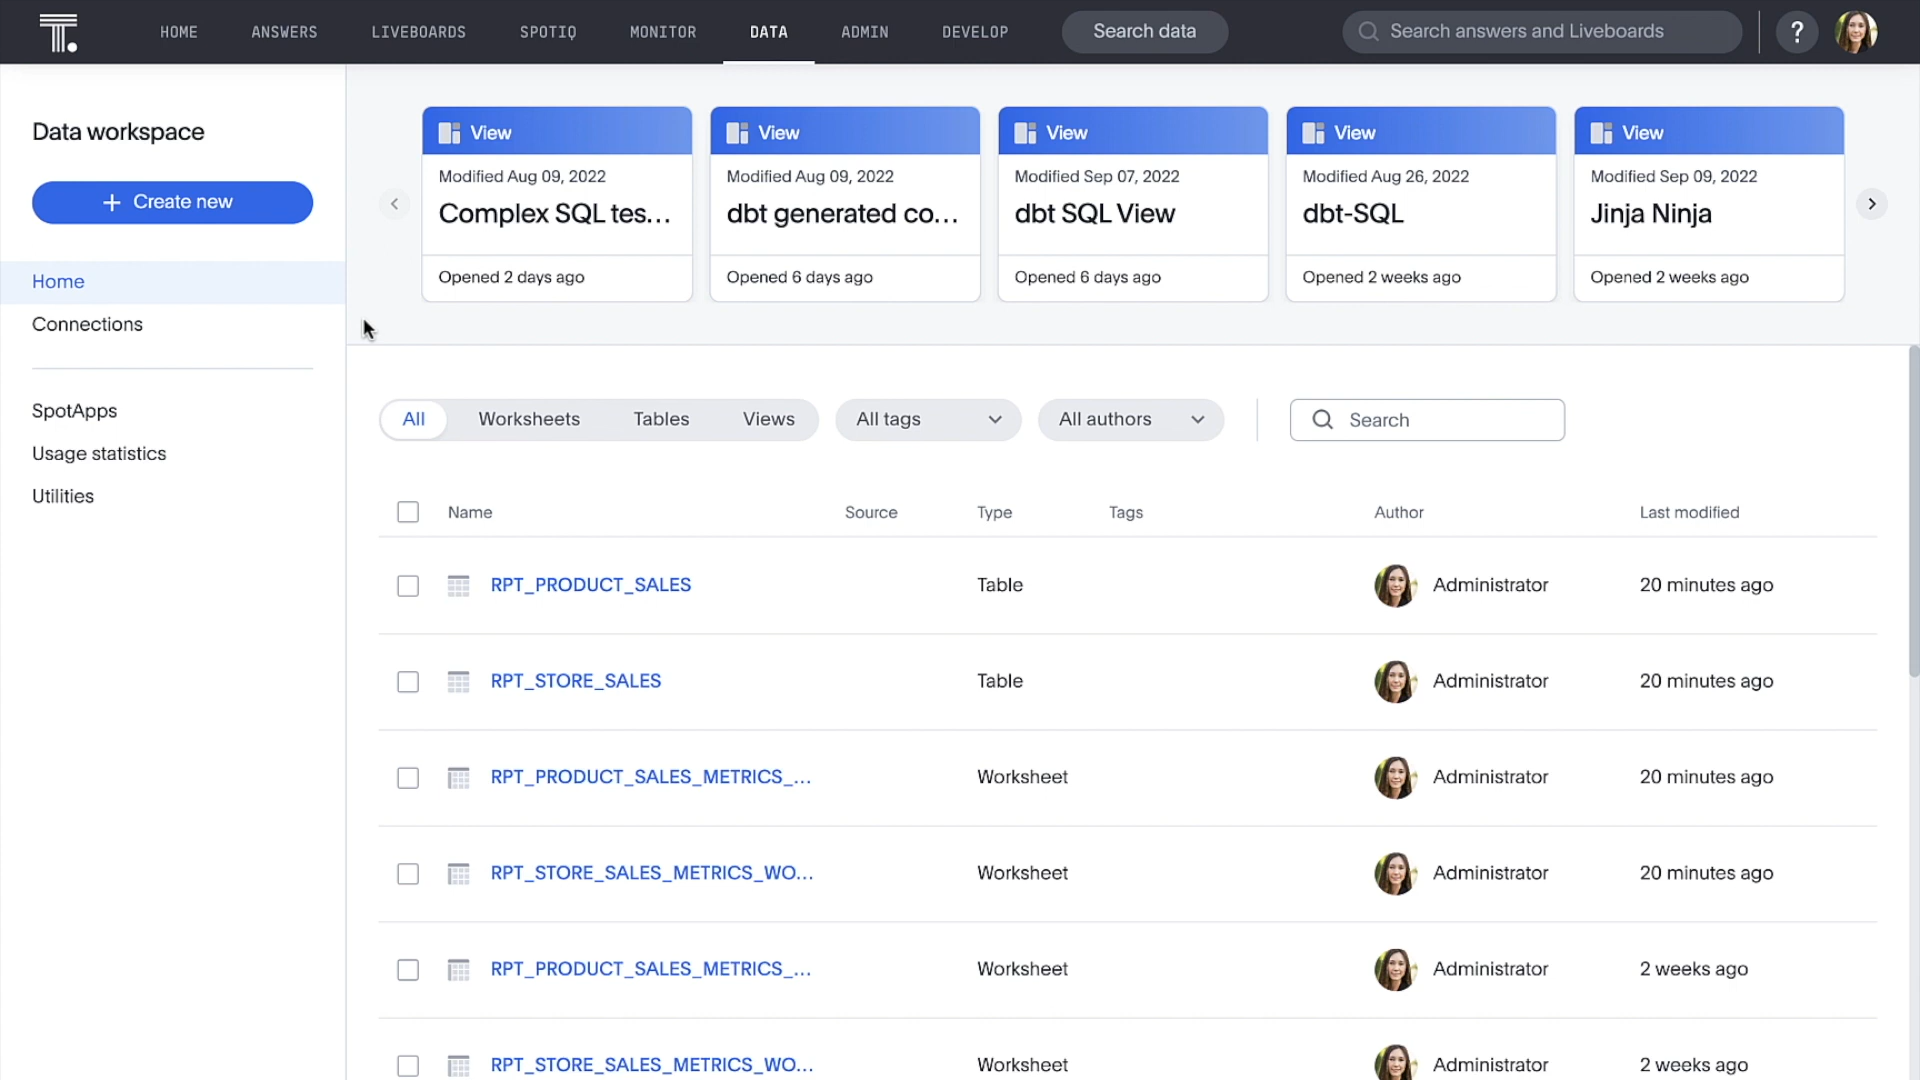 T.
HOME
ANSWERS
LIVEBOARDS
SPOTIQ
MONITOR
DATA
ADMIN
DEVELOP
Search data
Search answers and Liveboards
?
Data workspace
+ Create new
Home
Connections
SpotApps
Usage statistics
Utilities
View
Modified Aug 09, 2022
Complex SQL tes...
Opened 2 days ago
View
Modified Aug 09, 2022
dbt generated co...
Opened 6 days ago
View
Modified Sep 07, 2022
dbt SQL View
Opened 6 days ago
View
Modified Aug 26, 2022
dbt-SQL
Opened 2 weeks ago
View
Modified Sep 09, 2022
Jinja Ninja
Opened 2 weeks ago
All Worksheets Tables Views All tags All authors Search
Name Source Type Tags Author Last modified
RPT_PRODUCT_SALES Table Administrator 20 minutes ago
RPT_STORE_SALES Table Administrator 20 minutes ago
RPT_PRODUCT_SALES_METRICS_... Worksheet Administrator 20 minutes ago
RPT_STORE_SALES_METRICS_WO... Worksheet Administrator 20 minutes ago
RPT_PRODUCT_SALES_METRICS_... Worksheet Administrator 2 weeks ago
RPT_STORE_SALES_METRICS_WO... Worksheet Administrator 2 weeks ago